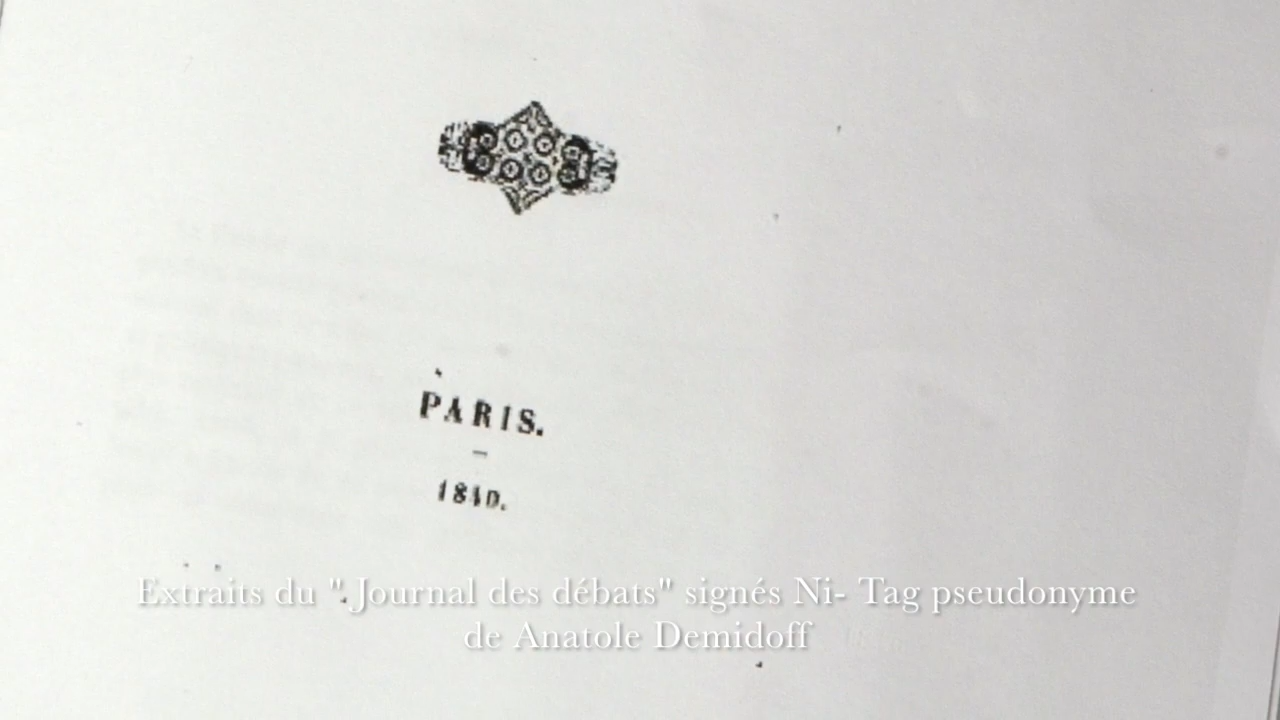 PARIS.
—
1840.
Extraits du " Journal des débats" signés Ni- Tag pseudonyme
de Anatole Demidoff